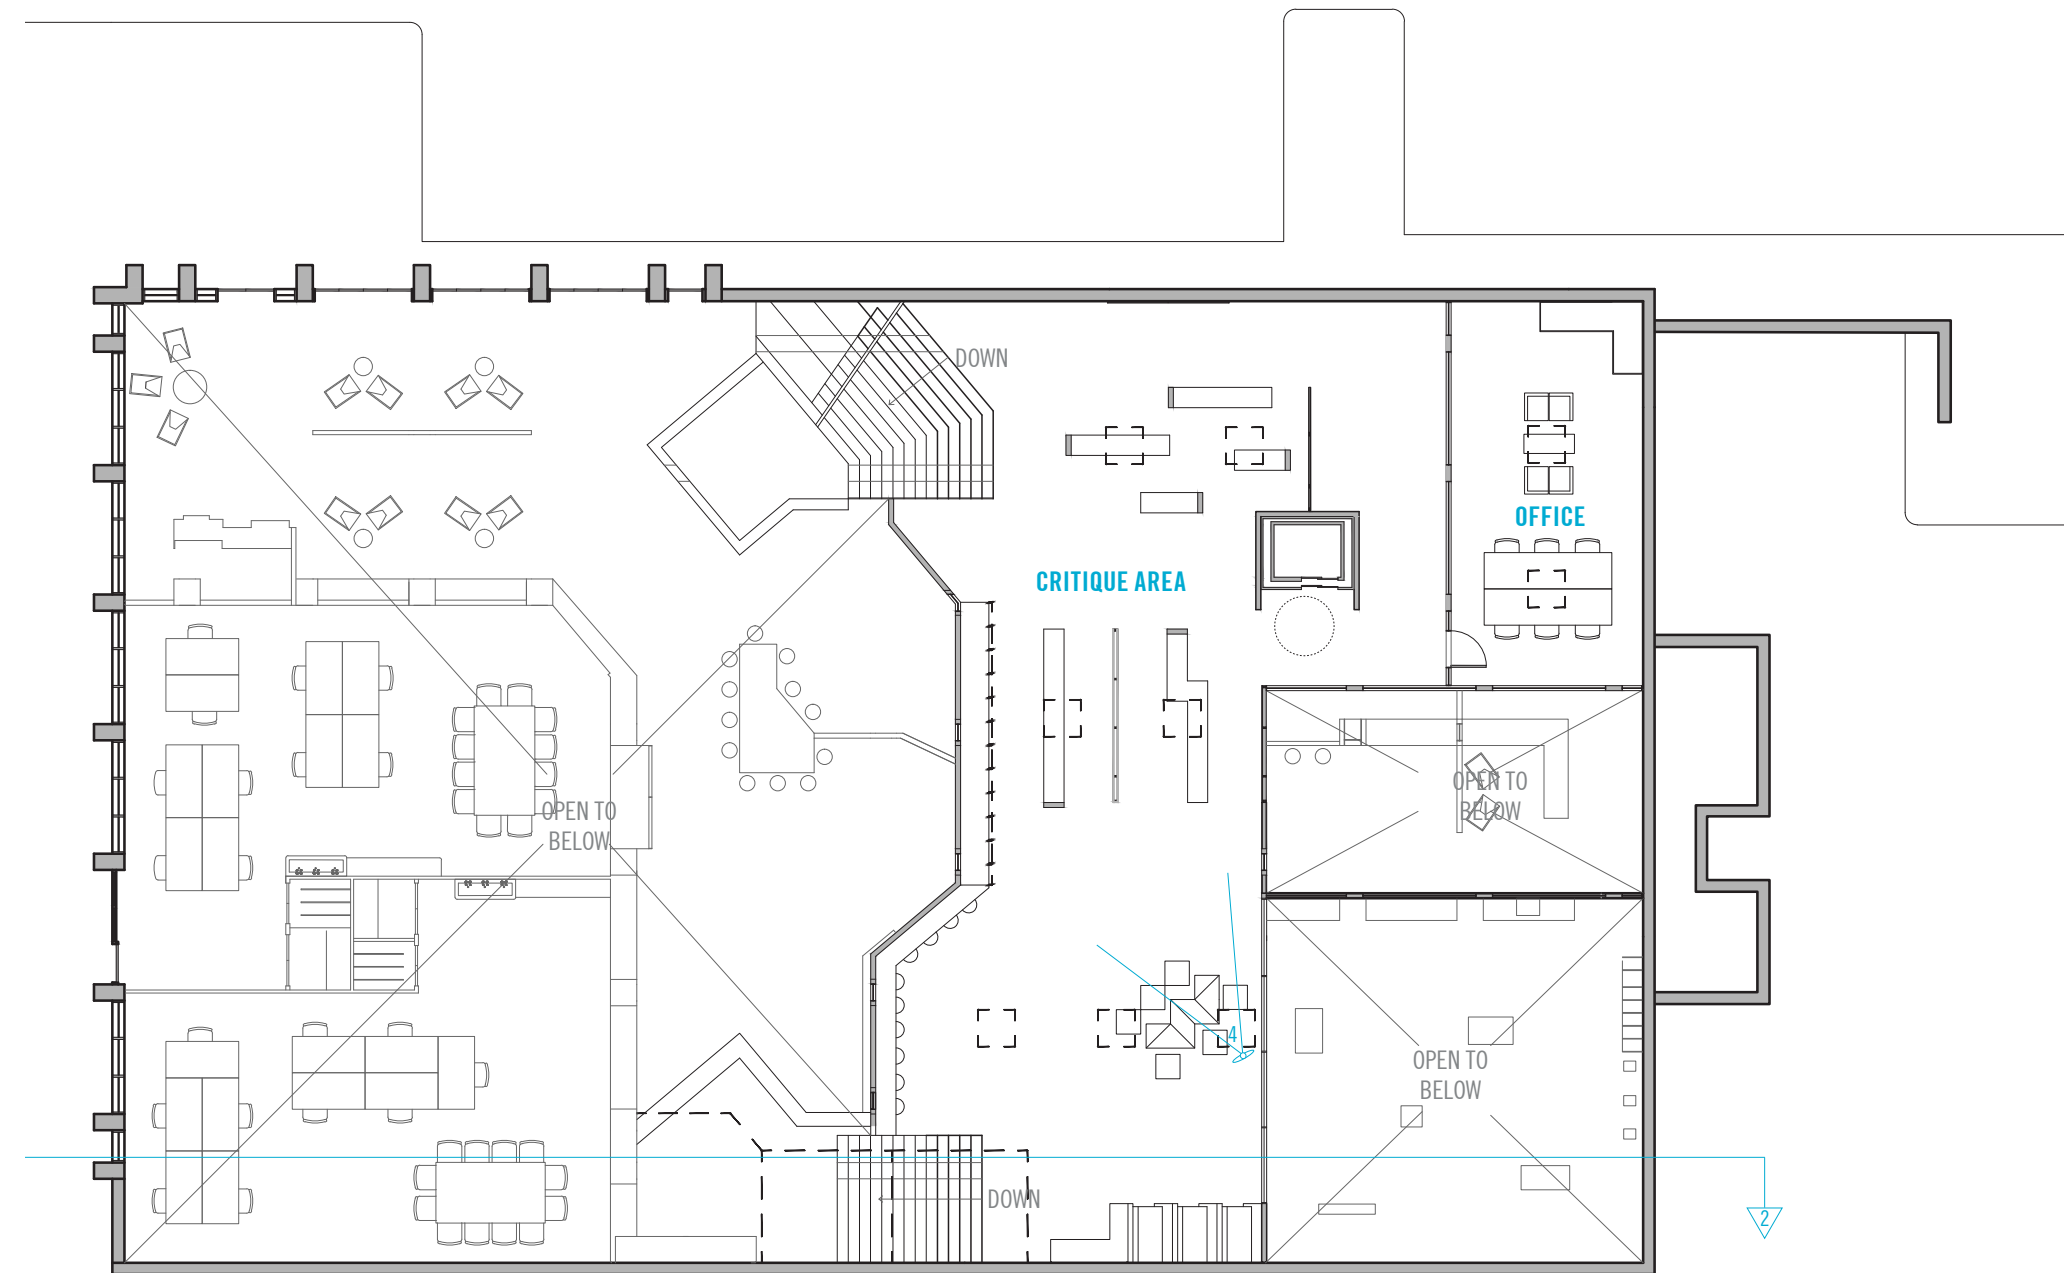 DOWN
OFFICE
CRITIQUE AREA
OPEN TO
BELOW
OPEN TO
BELOW
4
OPEN TO
BELOW
DOWN
2